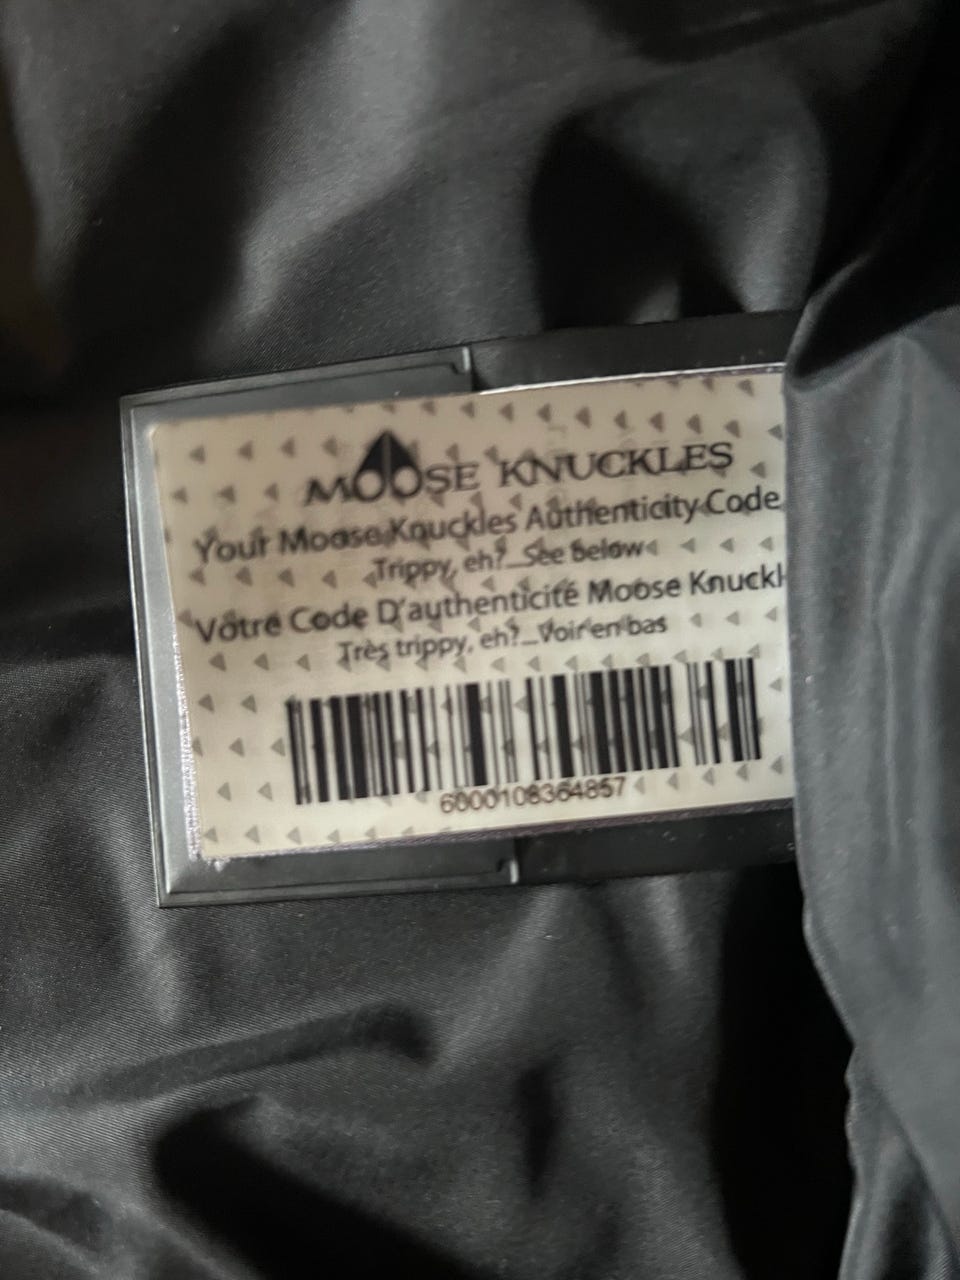 MOOSE KNUCKLES
Your Moose Knuckles Authenticity Code
Trippy, eh?...See below
Votre Code D'authenticité Moose Knuckl
Très trippy, eh?...Voir en bas
6000108364857